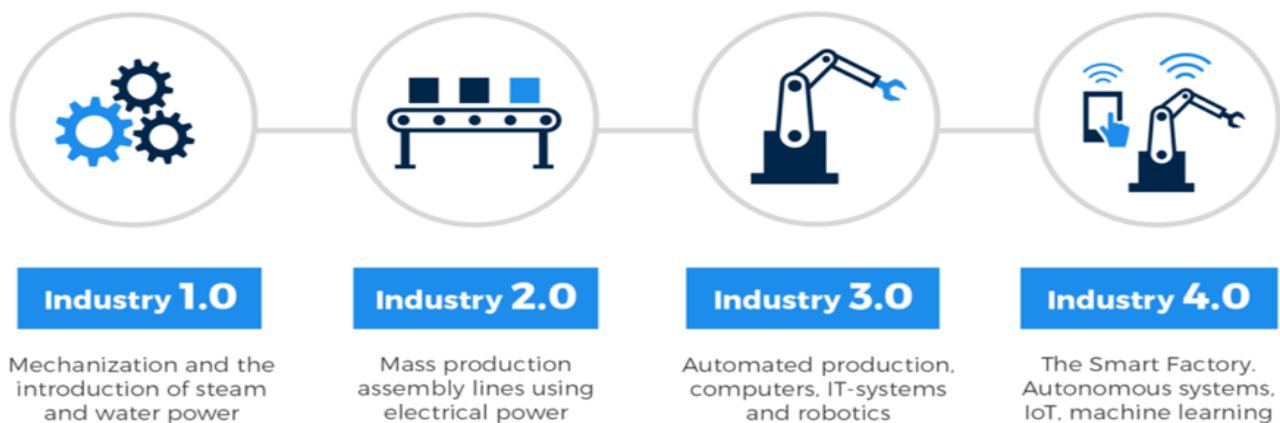 Industry 1.0
Mechanization and the
introduction of steam
and water power
Industry 2.0
Mass production
assembly lines using
electrical power
Industry 3.0
Automated production,
computers, IT-systems
and robotics
Industry 4.0
The Smart Factory.
Autonomous systems,
IoT, machine learning